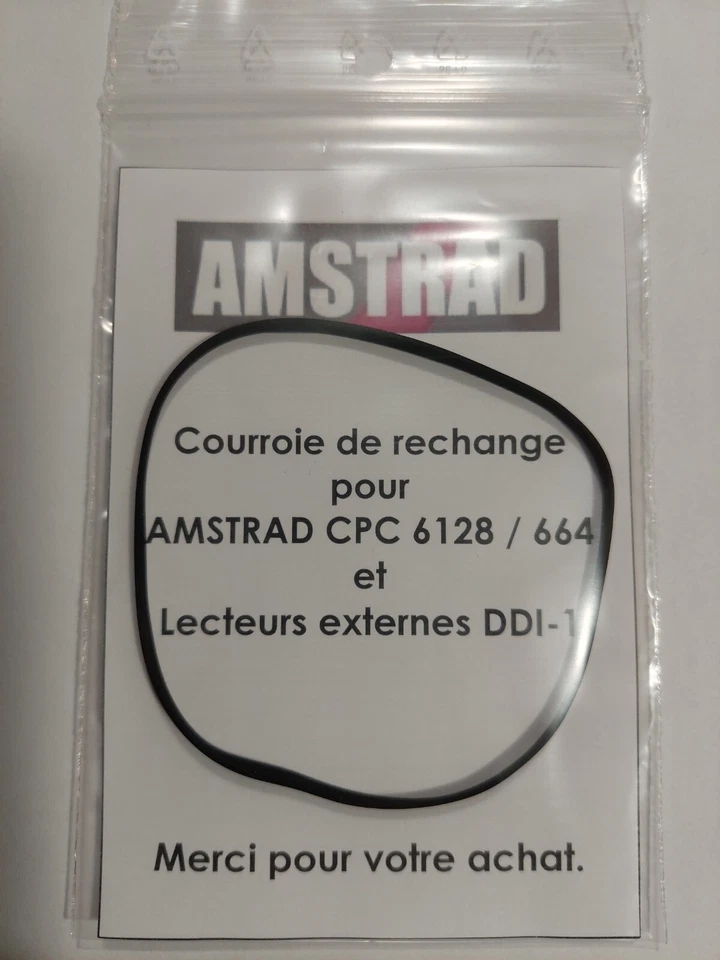 AMSTRAD
Courroie de rechange
pour
AMSTRAD CPC 6128 / 664
et
Lecteurs externes DDI-1
Merci pour votre achat.